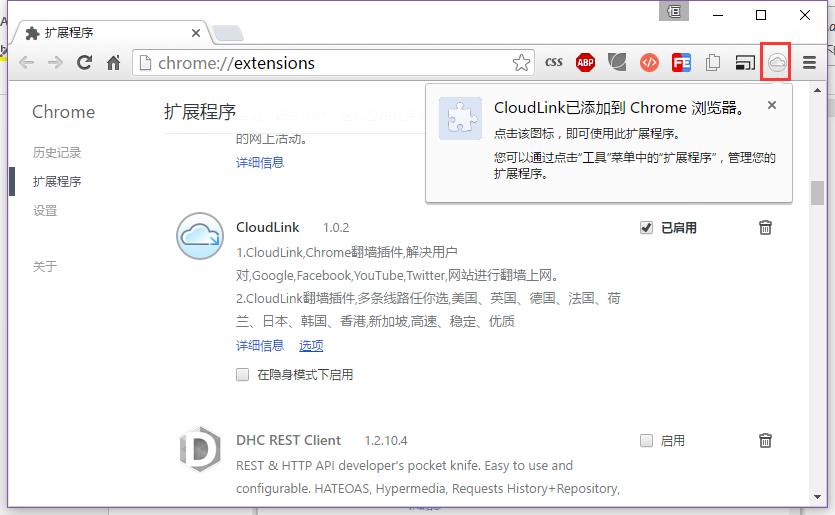 扩展程序
chrome://extensions
css
ABP
FE
CloudLink已添加到 Chrome 浏览器。
点击该图标，即可使用此扩展程序。
您可以通过点击“工具”菜单中的“扩展程序”，管理您的
扩展程序。
Chrome
历史记录
扩展程序
设置
关于
扩展程序
的网上活动。
详细信息
CloudLink 1.0.2
已启用
1.CloudLink,Chrome翻墙插件,解决用户
对,Google,Facebook,YouTube,Twitter,网站进行翻墙上网。
2.CloudLink翻墙插件,多条线路任你选,美国、英国、德国、法国、荷
兰、日本、韩国、香港,新加坡,高速、稳定、优质
详细信息 选项
在隐身模式下启用
DHC REST Client 1.2.10.4
启用
REST & HTTP API developer's pocket knife. Easy to use and
configurable. HATEOAS, Hypermedia, Requests History+Repository,